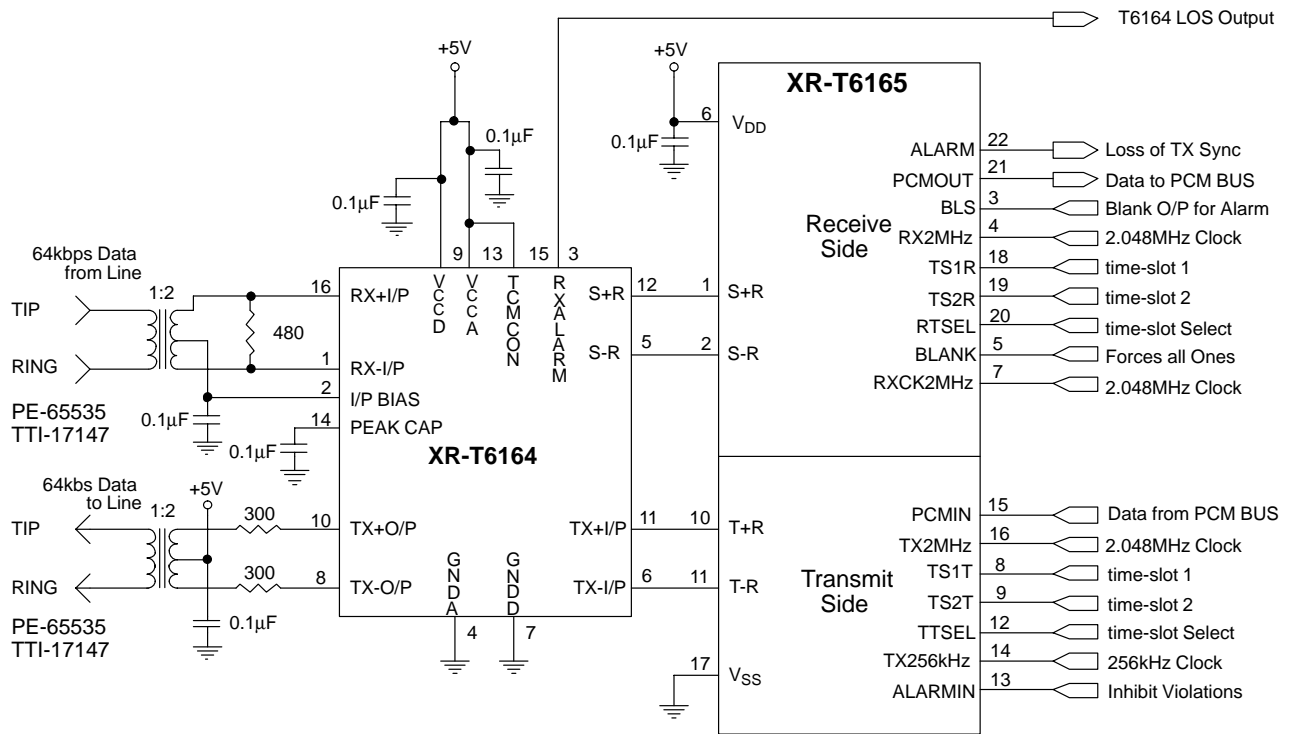 T6164 LOS Output
+5V
+5V
XR-T6165
6
VDD
0.1µF
0.1µF
0.1µF
ALARM 22 Loss of TX Sync
PCMOUT 21 Data to PCM BUS
BLS 3 Blank O/P for Alarm
RX2MHz 4 2.048MHz Clock
TS1R 18 time-slot 1
TS2R 19 time-slot 2
RTSEL 20 time-slot Select
BLANK 5 Forces all Ones
RXCK2MHz 7 2.048MHz Clock
Receive
Side
64kbps Data
from Line
9 13 15 3
VCCD
VCCA
TCMCON
RXALARM
TIP
1:2
16 RX+I/P
480
RING
1 RX-I/P
2 I/P BIAS
PE-65535
TTI-17147
0.1µF
14 PEAK CAP
0.1µF
XR-T6164
S+R 12 1 S+R
S-R 5 2 S-R
64kbs Data
to Line
+5V
TIP
1:2
300
10 TX+O/P
RING
300
8 TX-O/P
PE-65535
TTI-17147
0.1µF
GNDA
GNDD
4 7
TX+I/P 11 10 T+R
TX-I/P 6 11 T-R
Transmit
Side
17 VSS
PCMIN 15 Data from PCM BUS
TX2MHz 16 2.048MHz Clock
TS1T 8 time-slot 1
TS2T 9 time-slot 2
TTSEL 12 time-slot Select
TX256kHz 14 256kHz Clock
ALARMIN 13 Inhibit Violations